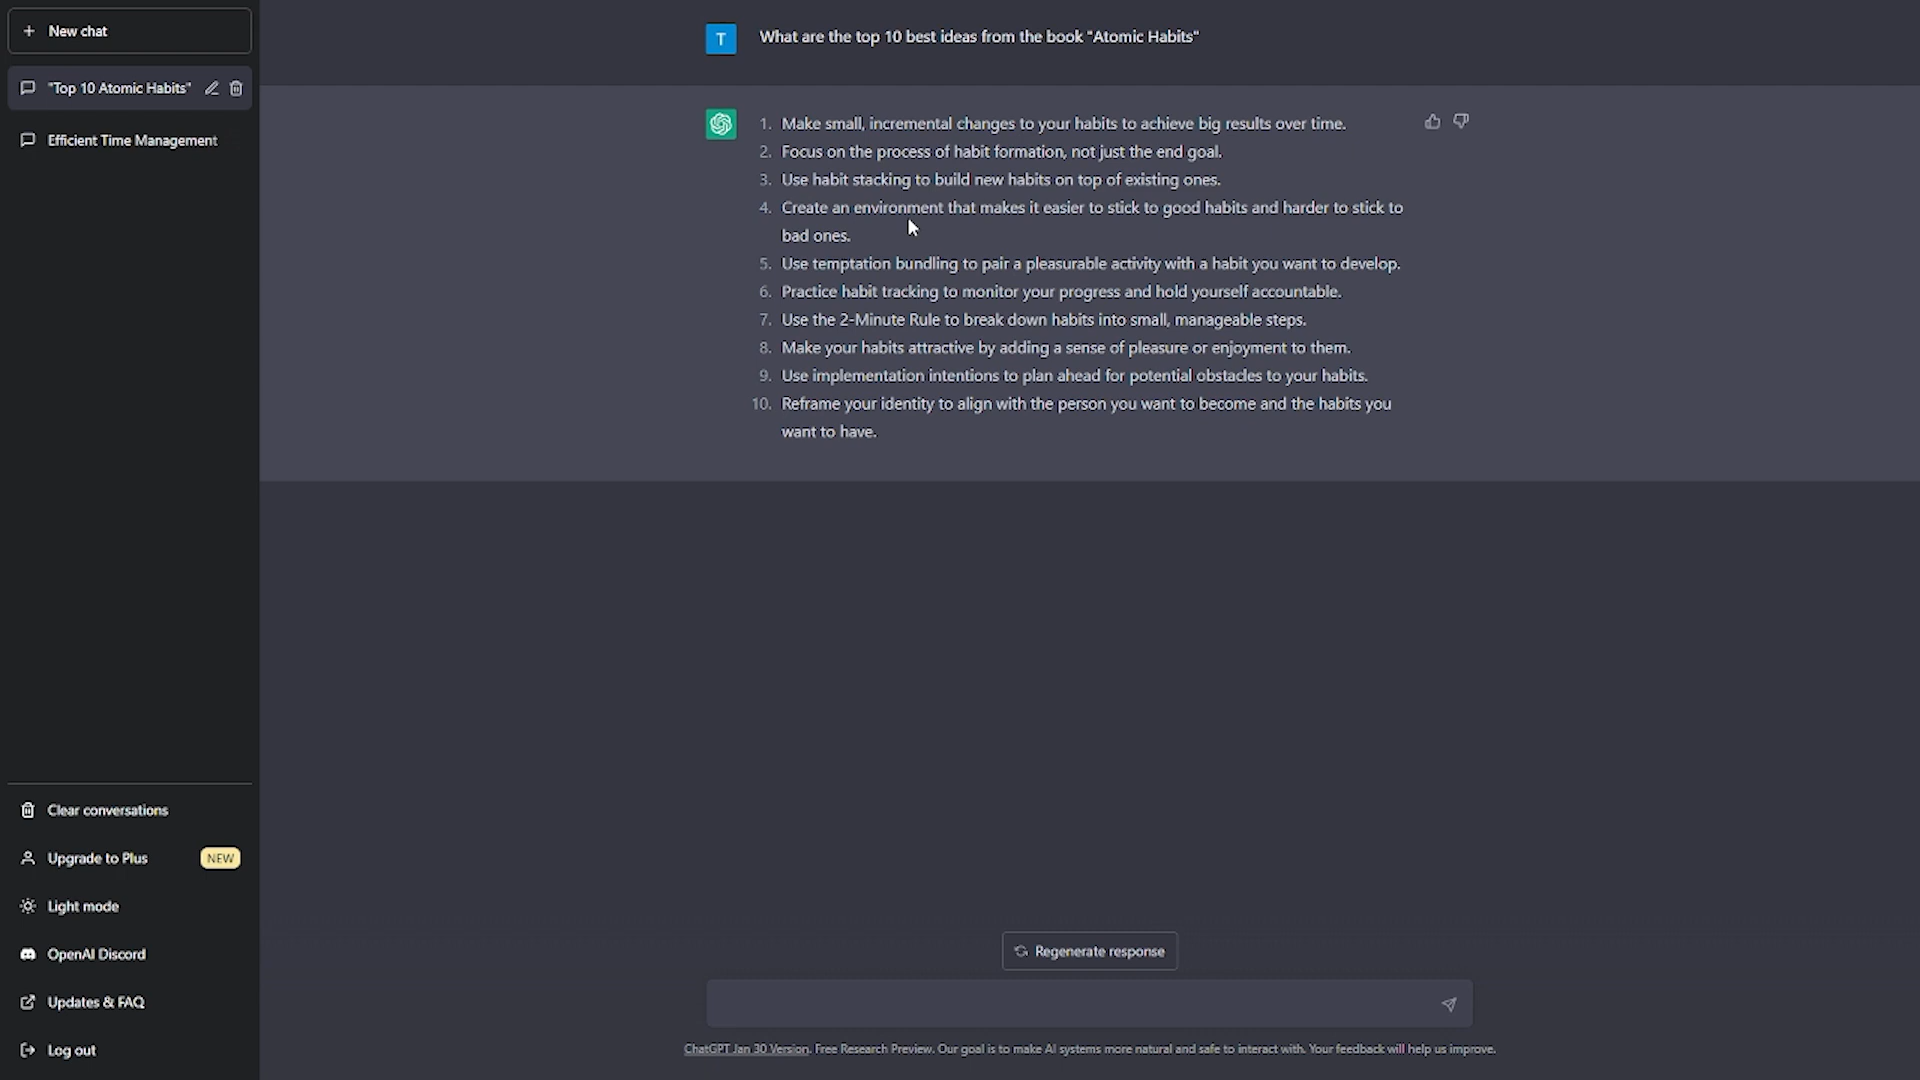 New chat
"Top 10 Atomic Habits"
Efficient Time Management
T
What are the top 10 best ideas from the book "Atomic Habits"
1. Make small, incremental changes to your habits to achieve big results over time.
2. Focus on the process of habit formation, not just the end goal.
3. Use habit stacking to build new habits on top of existing ones.
4. Create an environment that makes it easier to stick to good habits and harder to stick to
bad ones.
5. Use temptation bundling to pair a pleasurable activity with a habit you want to develop.
6. Practice habit tracking to monitor your progress and hold yourself accountable.
7. Use the 2-Minute Rule to break down habits into small, manageable steps.
8. Make your habits attractive by adding a sense of pleasure or enjoyment to them.
9. Use implementation intentions to plan ahead for potential obstacles to your habits.
10. Reframe your identity to align with the person you want to become and the habits you
want to have.
Clear conversations
Upgrade to Plus NEW
Light mode
OpenAI Discord
Updates & FAQ
Log out
Regenerate response
ChatGPT Jan 30 Version. Free Research Preview. Our goal is to make AI systems more natural and safe to interact with. Your feedback will help us improve.